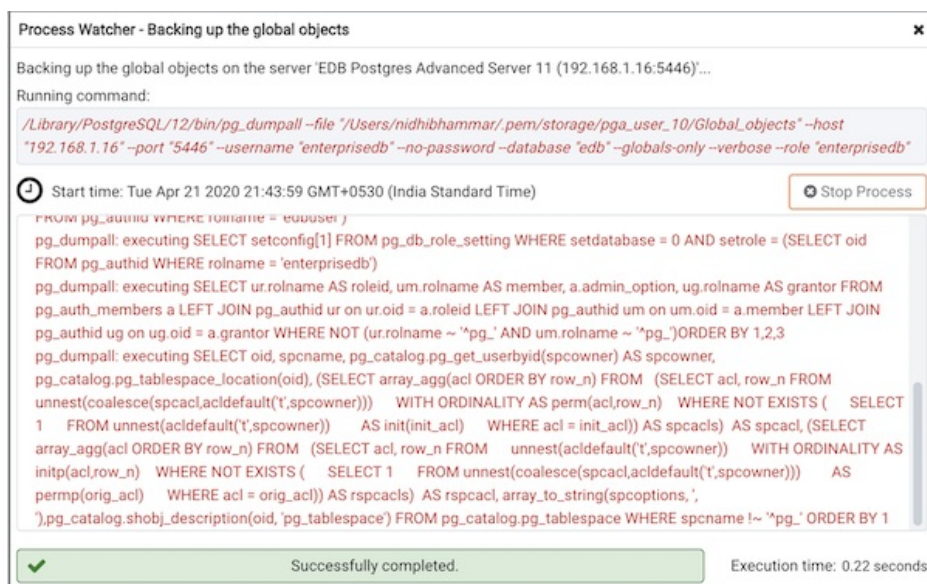 Process Watcher - Backing up the global objects
Backing up the global objects on the server 'EDB Postgres Advanced Server 11 (192.168.1.16:5446)'...
Running command:
/Library/PostgreSQL/12/bin/pg_dumpall --file "/Users/nidhibhammar/.pem/storage/pga_user_10/Global_objects" --host
"192.168.1.16" --port "5446" --username "enterprisedb" --no-password --database "edb" --globals-only --verbose --role "enterprisedb"
Start time: Tue Apr 21 2020 21:43:59 GMT+0530 (India Standard Time)
Stop Process
FROM pg_authid WHERE rolname = 'edbuser')
pg_dumpall: executing SELECT setconfig[1] FROM pg_db_role_setting WHERE setdatabase = 0 AND setrole = (SELECT oid
FROM pg_authid WHERE rolname = 'enterprisedb')
pg_dumpall: executing SELECT ur.rolname AS roleid, um.rolname AS member, a.admin_option, ug.rolname AS grantor FROM
pg_auth_members a LEFT JOIN pg_authid ur on ur.oid = a.roleid LEFT JOIN pg_authid um on um.oid = a.member LEFT JOIN
pg_authid ug on ug.oid = a.grantor WHERE NOT (ur.rolname ~ '^pg_' AND um.rolname ~ '^pg_')ORDER BY 1,2,3
pg_dumpall: executing SELECT oid, spcname, pg_catalog.pg_get_userbyid(spcowner) AS spcowner,
pg_catalog.pg_tablespace_location(oid), (SELECT array_agg(acl ORDER BY row_n) FROM (SELECT acl, row_n FROM
unnest(coalesce(spcacl,acldefault('t',spcowner))) WITH ORDINALITY AS perm(acl,row_n) WHERE NOT EXISTS ( SELECT
1 FROM unnest(acldefault('t',spcowner)) AS init(init_acl) WHERE acl = init_acl)) AS spcacls) AS spcacl, (SELECT
array_agg(acl ORDER BY row_n) FROM (SELECT acl, row_n FROM unnest(acldefault('t',spcowner)) WITH ORDINALITY AS
initp(acl,row_n) WHERE NOT EXISTS ( SELECT 1 FROM unnest(coalesce(spcacl,acldefault('t',spcowner))) AS
permp(orig_acl) WHERE acl = orig_acl)) AS rspcacls) AS rspcacl, array_to_string(spcoptions, ',
'),pg_catalog.shobj_description(oid, 'pg_tablespace') FROM pg_catalog.pg_tablespace WHERE spcname !~ '^pg_' ORDER BY 1
Successfully completed.
Execution time: 0.22 seconds